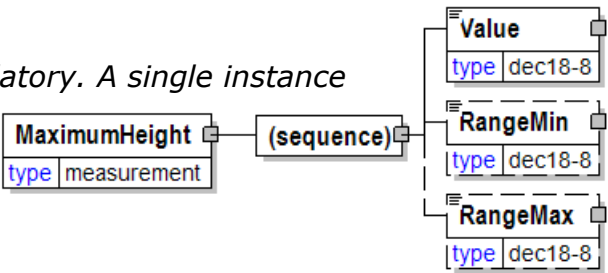 Value
type dec18-8
atory. A single instance
RangeMin
MaximumHeight (sequence)
type dec18-8
type measurement
RangeMax
type dec18-8